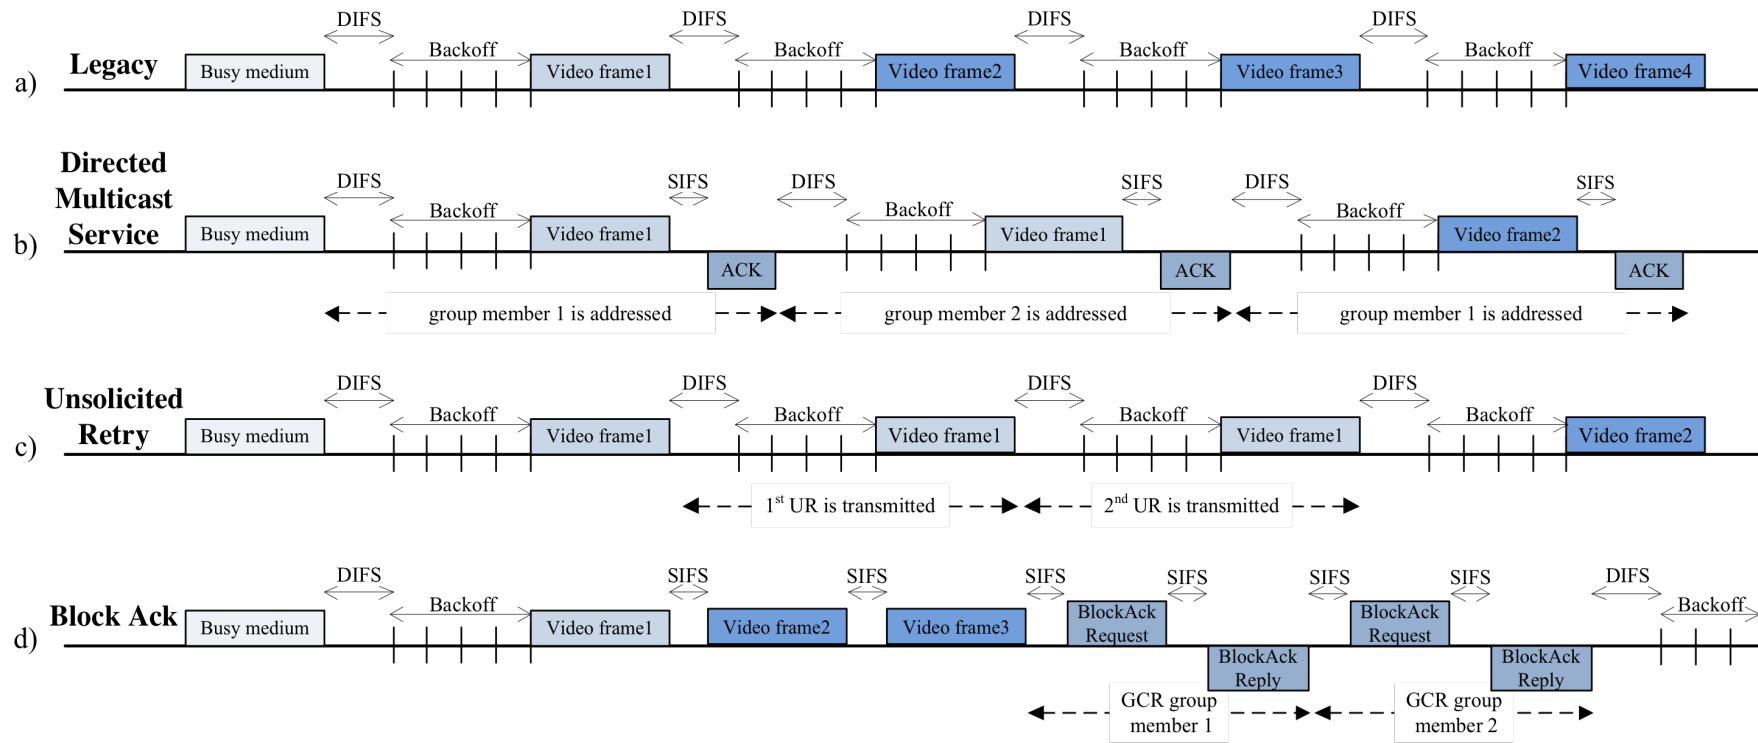 DIFS DIFS DIFS DIFS
a) Legacy Busy medium Backoff Video frame1 Backoff Video frame2 Backoff Video frame3 Backoff Video frame4
Directed
Multicast
Service
DIFS SIFS DIFS SIFS DIFS SIFS
b) Busy medium Backoff Video frame1 Backoff Video frame1 Backoff Video frame2
ACK ACK ACK
group member 1 is addressed group member 2 is addressed group member 1 is addressed
Unsolicited
Retry
DIFS DIFS DIFS DIFS
c) Busy medium Backoff Video frame1 Backoff Video frame1 Backoff Video frame1 Backoff Video frame2
1st UR is transmitted 2nd UR is transmitted
DIFS SIFS SIFS SIFS SIFS SIFS SIFS DIFS
d) Block Ack Busy medium Backoff Video frame1 Video frame2 Video frame3 BlockAck BlockAck Backoff
Request Request
BlockAck BlockAck
Reply Reply
GCR group GCR group
member 1 member 2